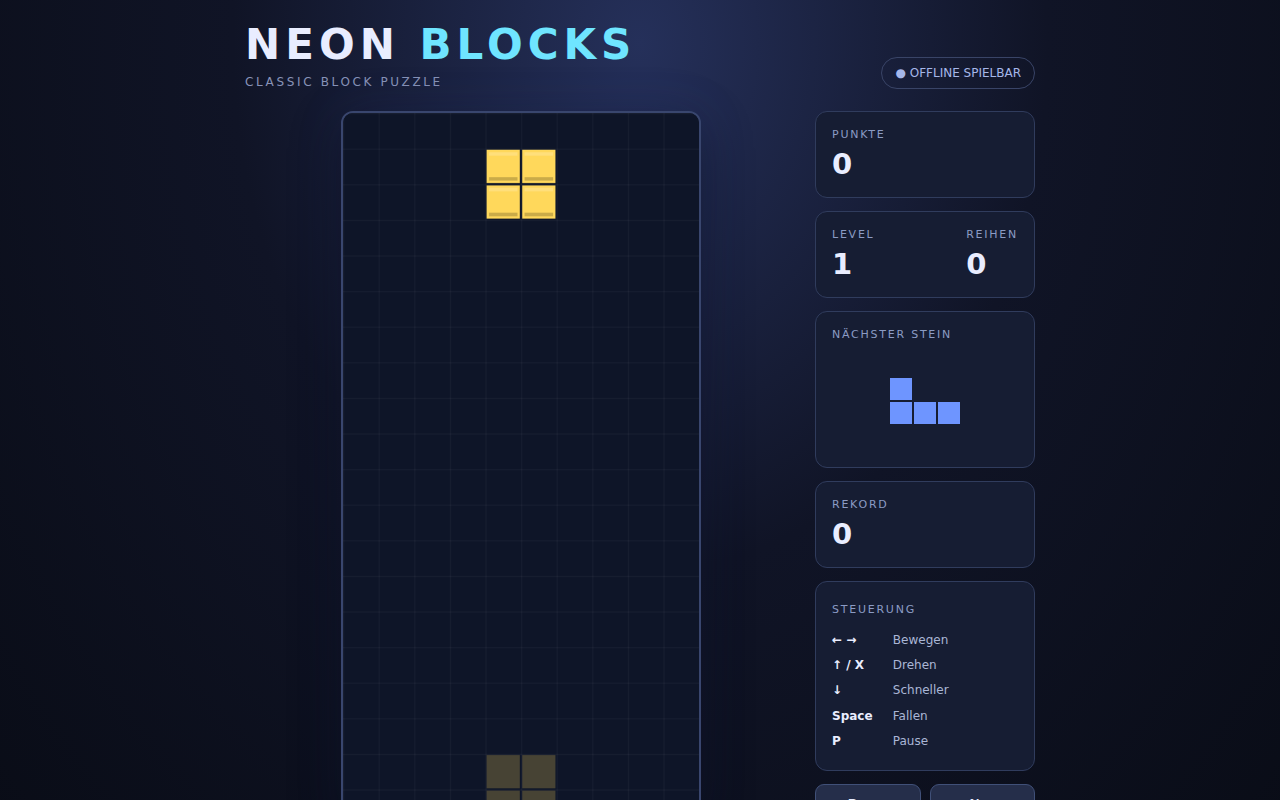 NEON BLOCKS
CLASSIC BLOCK PUZZLE
● OFFLINE SPIELBAR
PUNKTE
0
LEVEL REIHEN
1 0
NÄCHSTER STEIN
REKORD
0
STEUERUNG
← → Bewegen
↑ / X Drehen
↓ Schneller
Space Fallen
P Pause